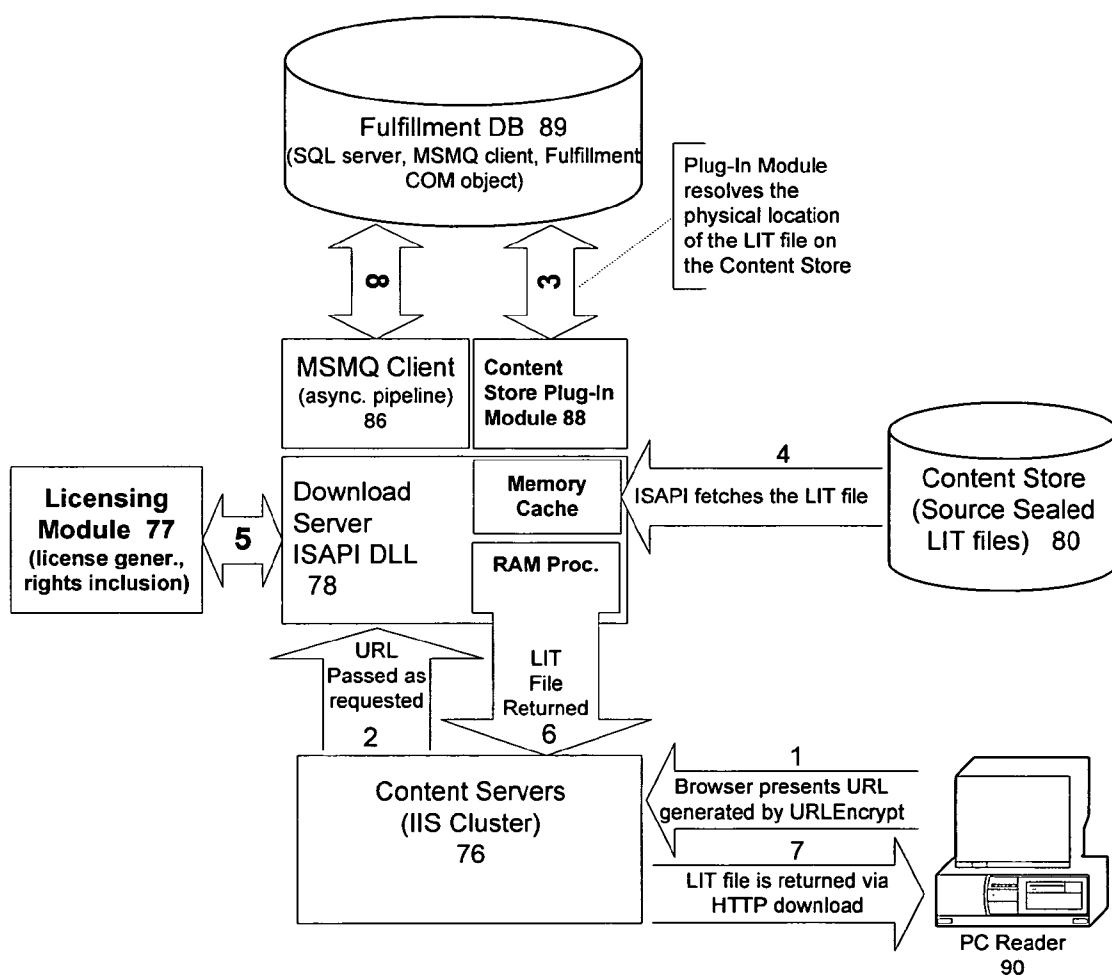 Fulfillment DB 89
(SQL server, MSMQ client, Fulfillment
COM object)
Plug-In Module
resolves the
physical location
of the LIT file on
the Content Store
8
3
MSMQ Client
(async. pipeline)
86
Content
Store Plug-In
Module 88
Licensing
Module 77
(license gener.,
rights inclusion)
5
Download
Server
ISAPI DLL
78
Memory
Cache
RAM Proc.
4
ISAPI fetches the LIT file
Content Store
(Source Sealed
LIT files) 80
URL
Passed as
requested
2
LIT
File
Returned
6
Content Servers
(IIS Cluster)
76
1
Browser presents URL
generated by URLEncrypt
7
LIT file is returned via
HTTP download
PC Reader
90